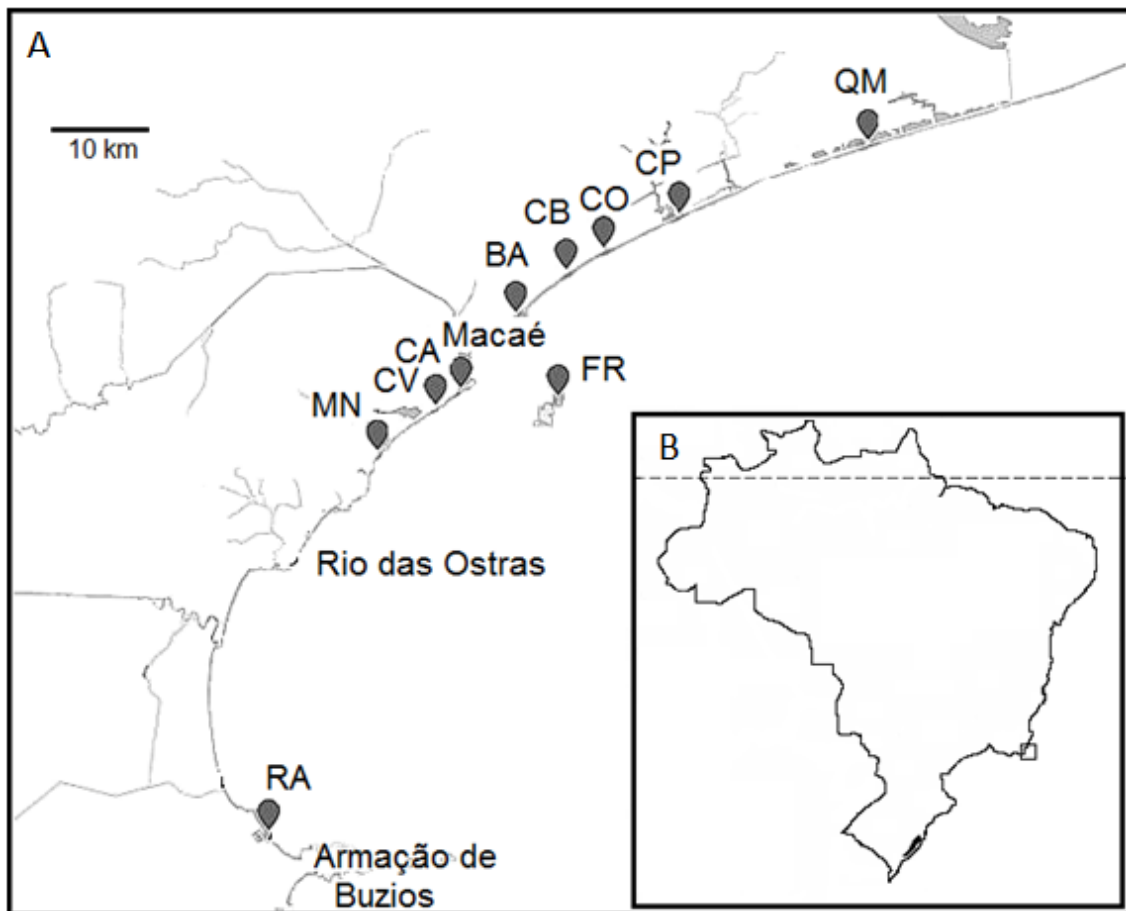 A
10 km
QM
CP
CO
CB
BA
Macaé
CA
CV
FR
MN
Rio das Ostras
RA
Armação de
Buzios
B